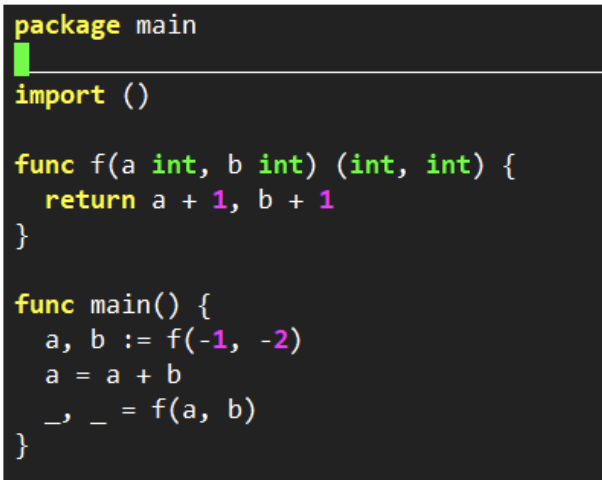 package main
import ()
func f(a int, b int) (int, int) {
return a + 1, b + 1
}
func main() {
a, b := f(-1, -2)
a = a + b
_, _ = f(a, b)
}